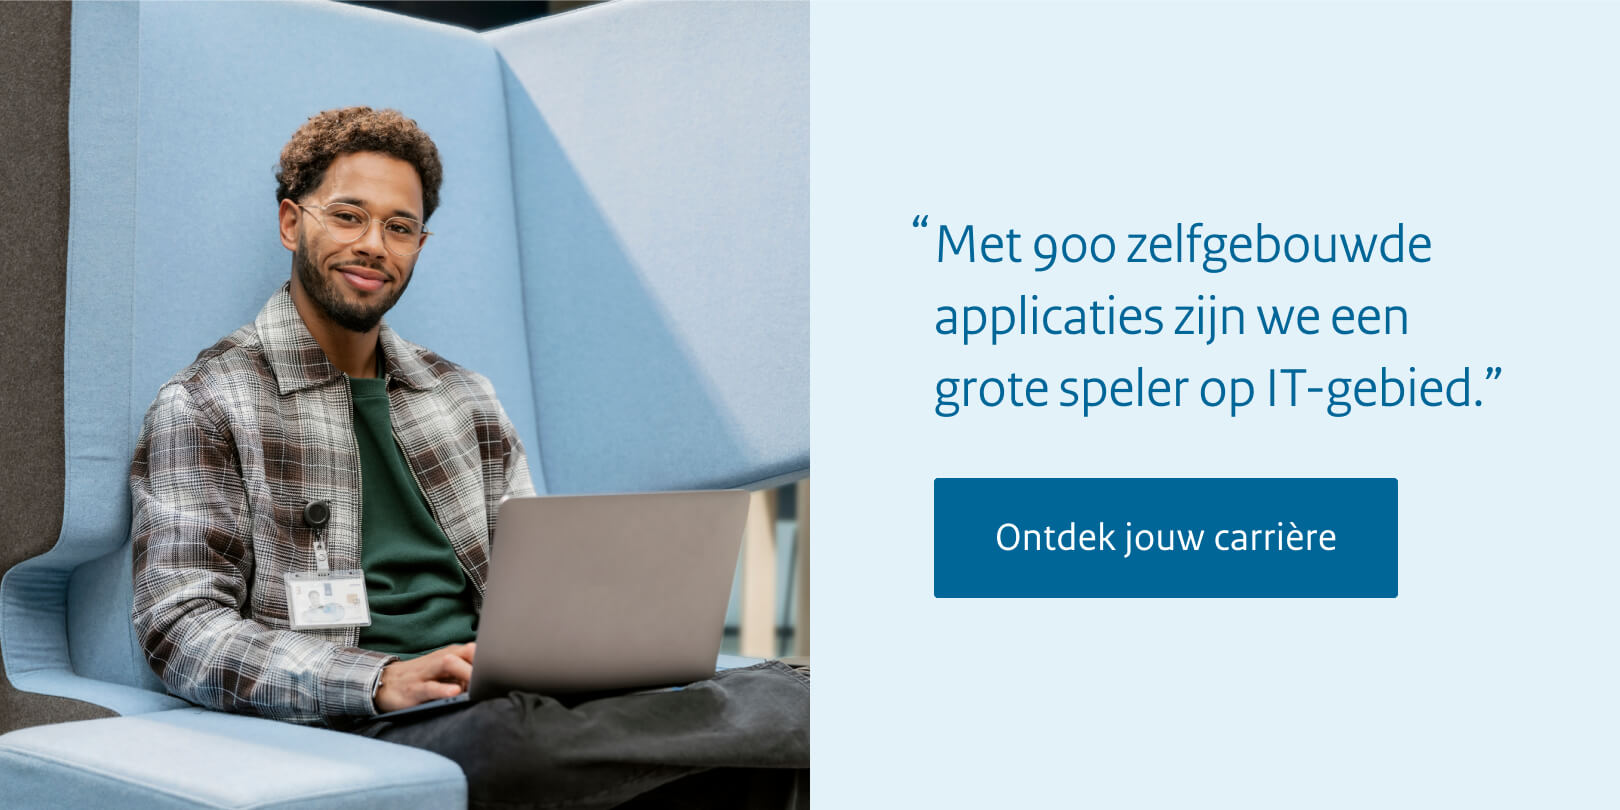 “Met 900 zelfgebouwde
applicaties zijn we een
grote speler op IT-gebied.”
Ontdek jouw carrière